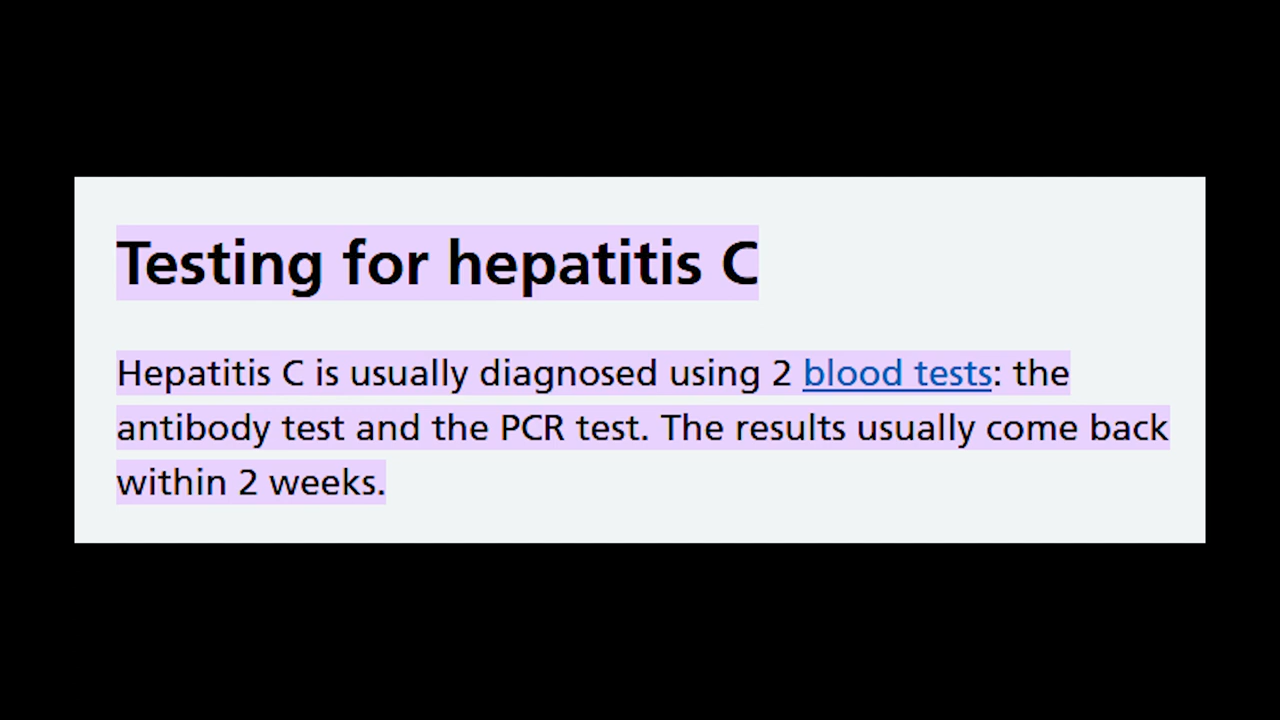 Testing for hepatitis C
Hepatitis C is usually diagnosed using 2 blood tests: the
antibody test and the PCR test. The results usually come back
within 2 weeks.